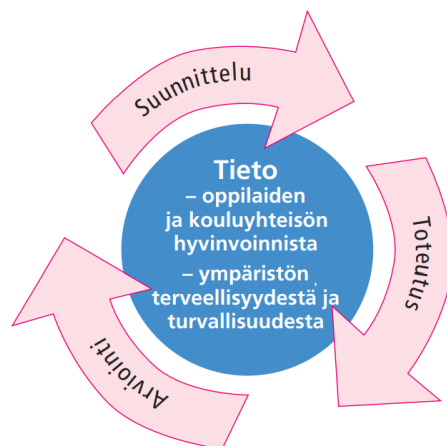 Suunnittelu
Tieto
– oppilaiden
ja kouluyhteisön
hyvinvoinnista
– ympäristön
terveellisyydestä ja
turvallisuudesta
Toteutus
Arviointi